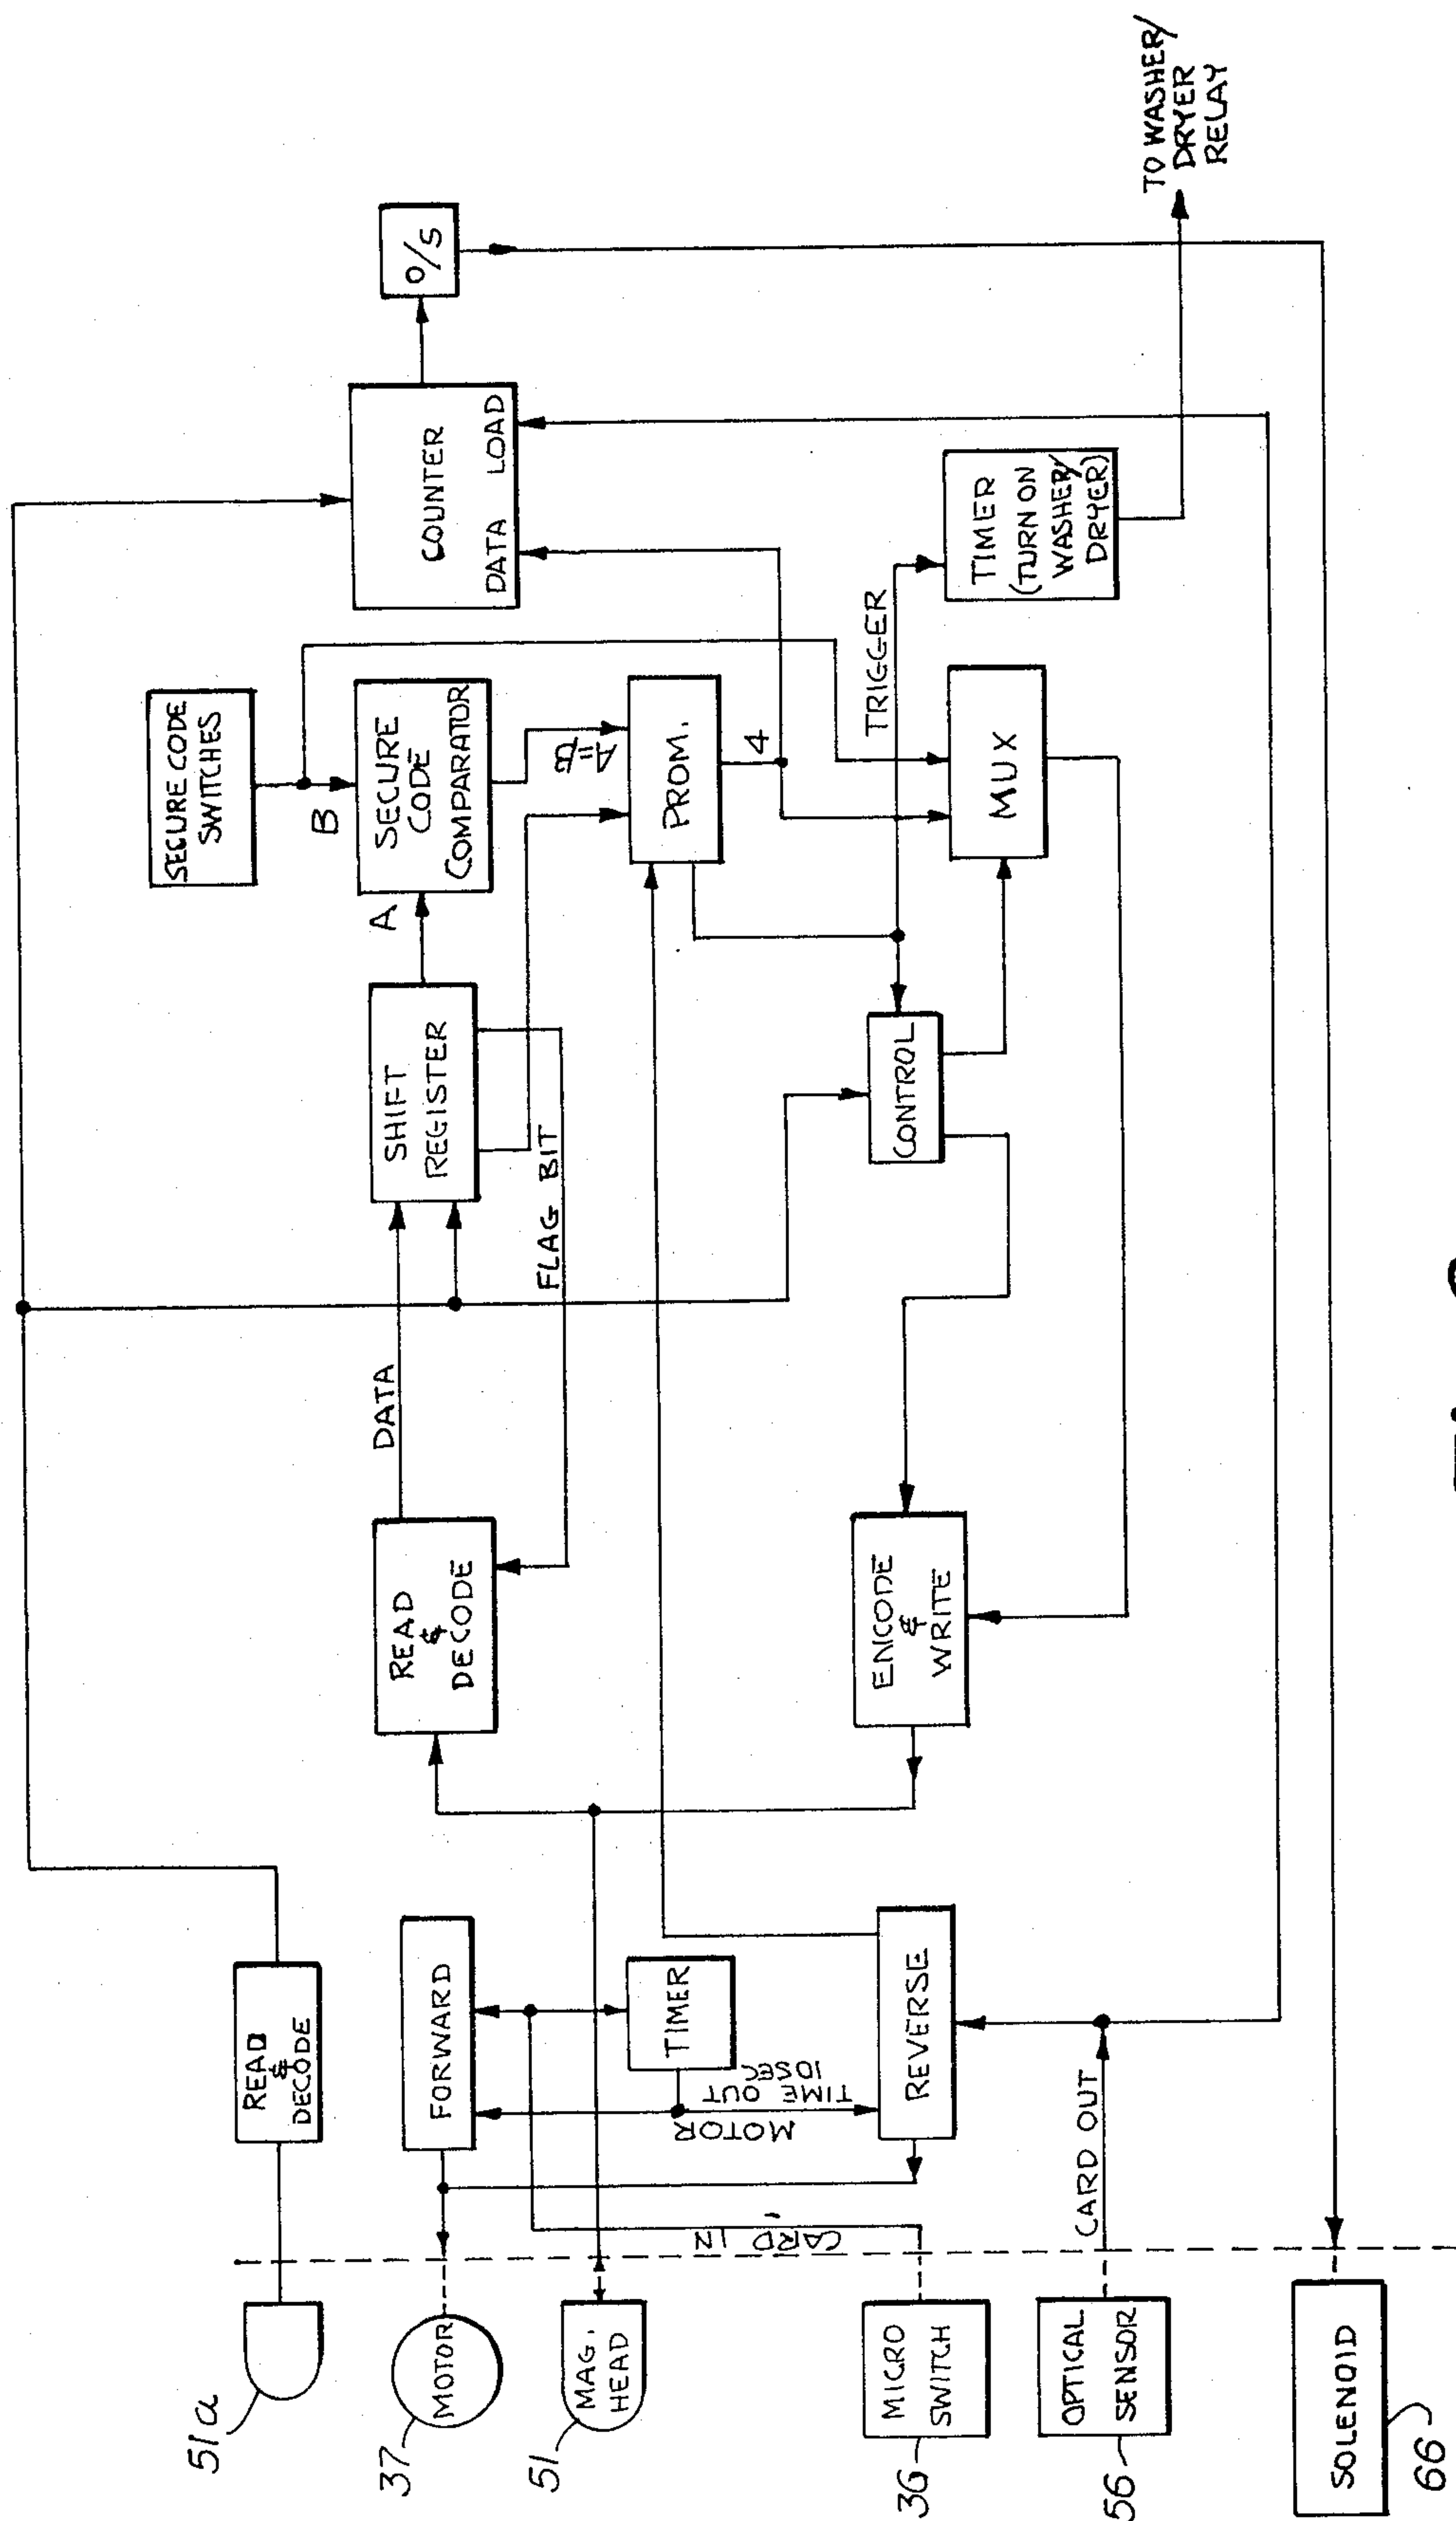 51a
READ
&
DECODE
37
MOTOR
FORWARD
51
MAG.
HEAD
TIMER
TIME OUT
10SEC
MOTOR
CARD IN
36
MICRO
SWITCH
REVERSE
56
OPTICAL
SENSOR
CARD OUT
66
SOLENOID
READ
&
DECODE
DATA
FLAG BIT
SHIFT
REGISTER
A
B
SECURE CODE
SWITCHES
SECURE
CODE
COMPARATOR
A=B
PROM.
4
COUNTER
DATA LOAD
O/S
ENCODE
&
WRITE
CONTROL
MUX
TRIGGER
TIMER
(TURN ON
WASHER/
DRYER)
TO WASHER/
DRYER
RELAY